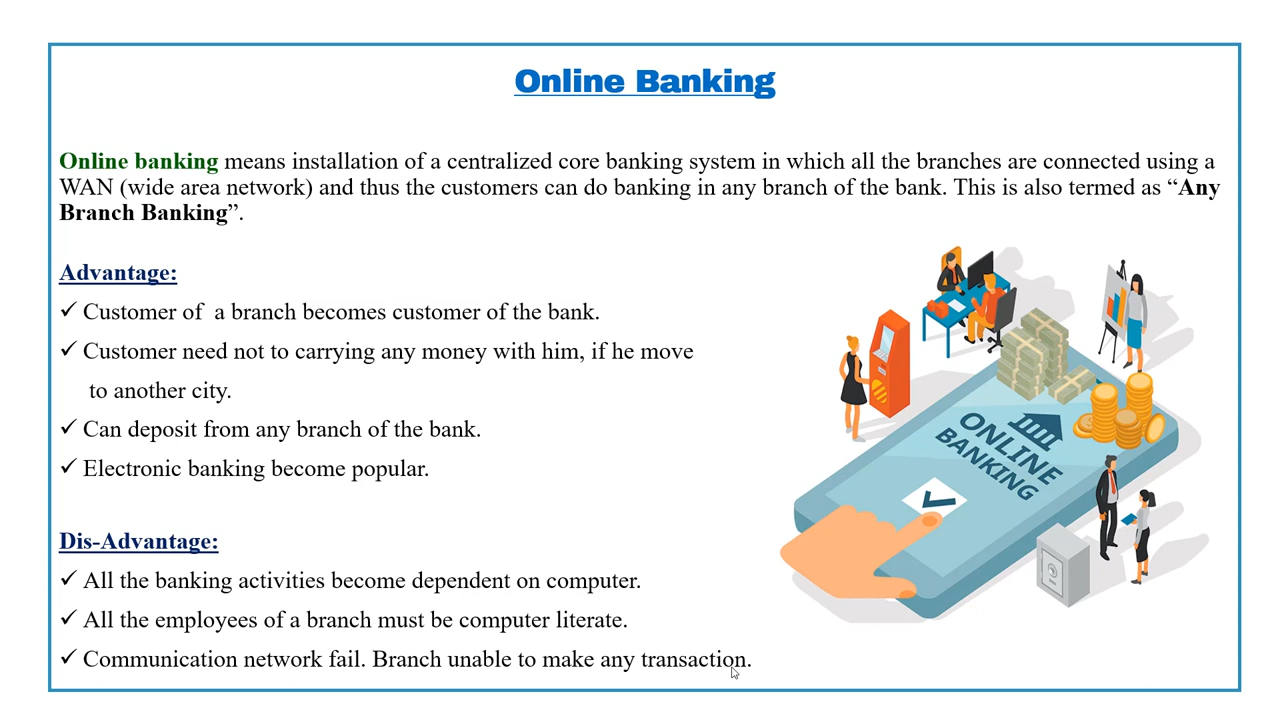 Online Banking
Online banking means installation of a centralized core banking system in which all the branches are connected using a
WAN (wide area network) and thus the customers can do banking in any branch of the bank. This is also termed as “Any
Branch Banking”.
Advantage:
✓ Customer of  a branch becomes customer of the bank.
✓ Customer need not to carrying any money with him, if he move
to another city.
✓ Can deposit from any branch of the bank.
✓ Electronic banking become popular.
ONLINE
BANKING
Dis-Advantage:
✓ All the banking activities become dependent on computer.
✓ All the employees of a branch must be computer literate.
✓ Communication network fail. Branch unable to make any transaction.